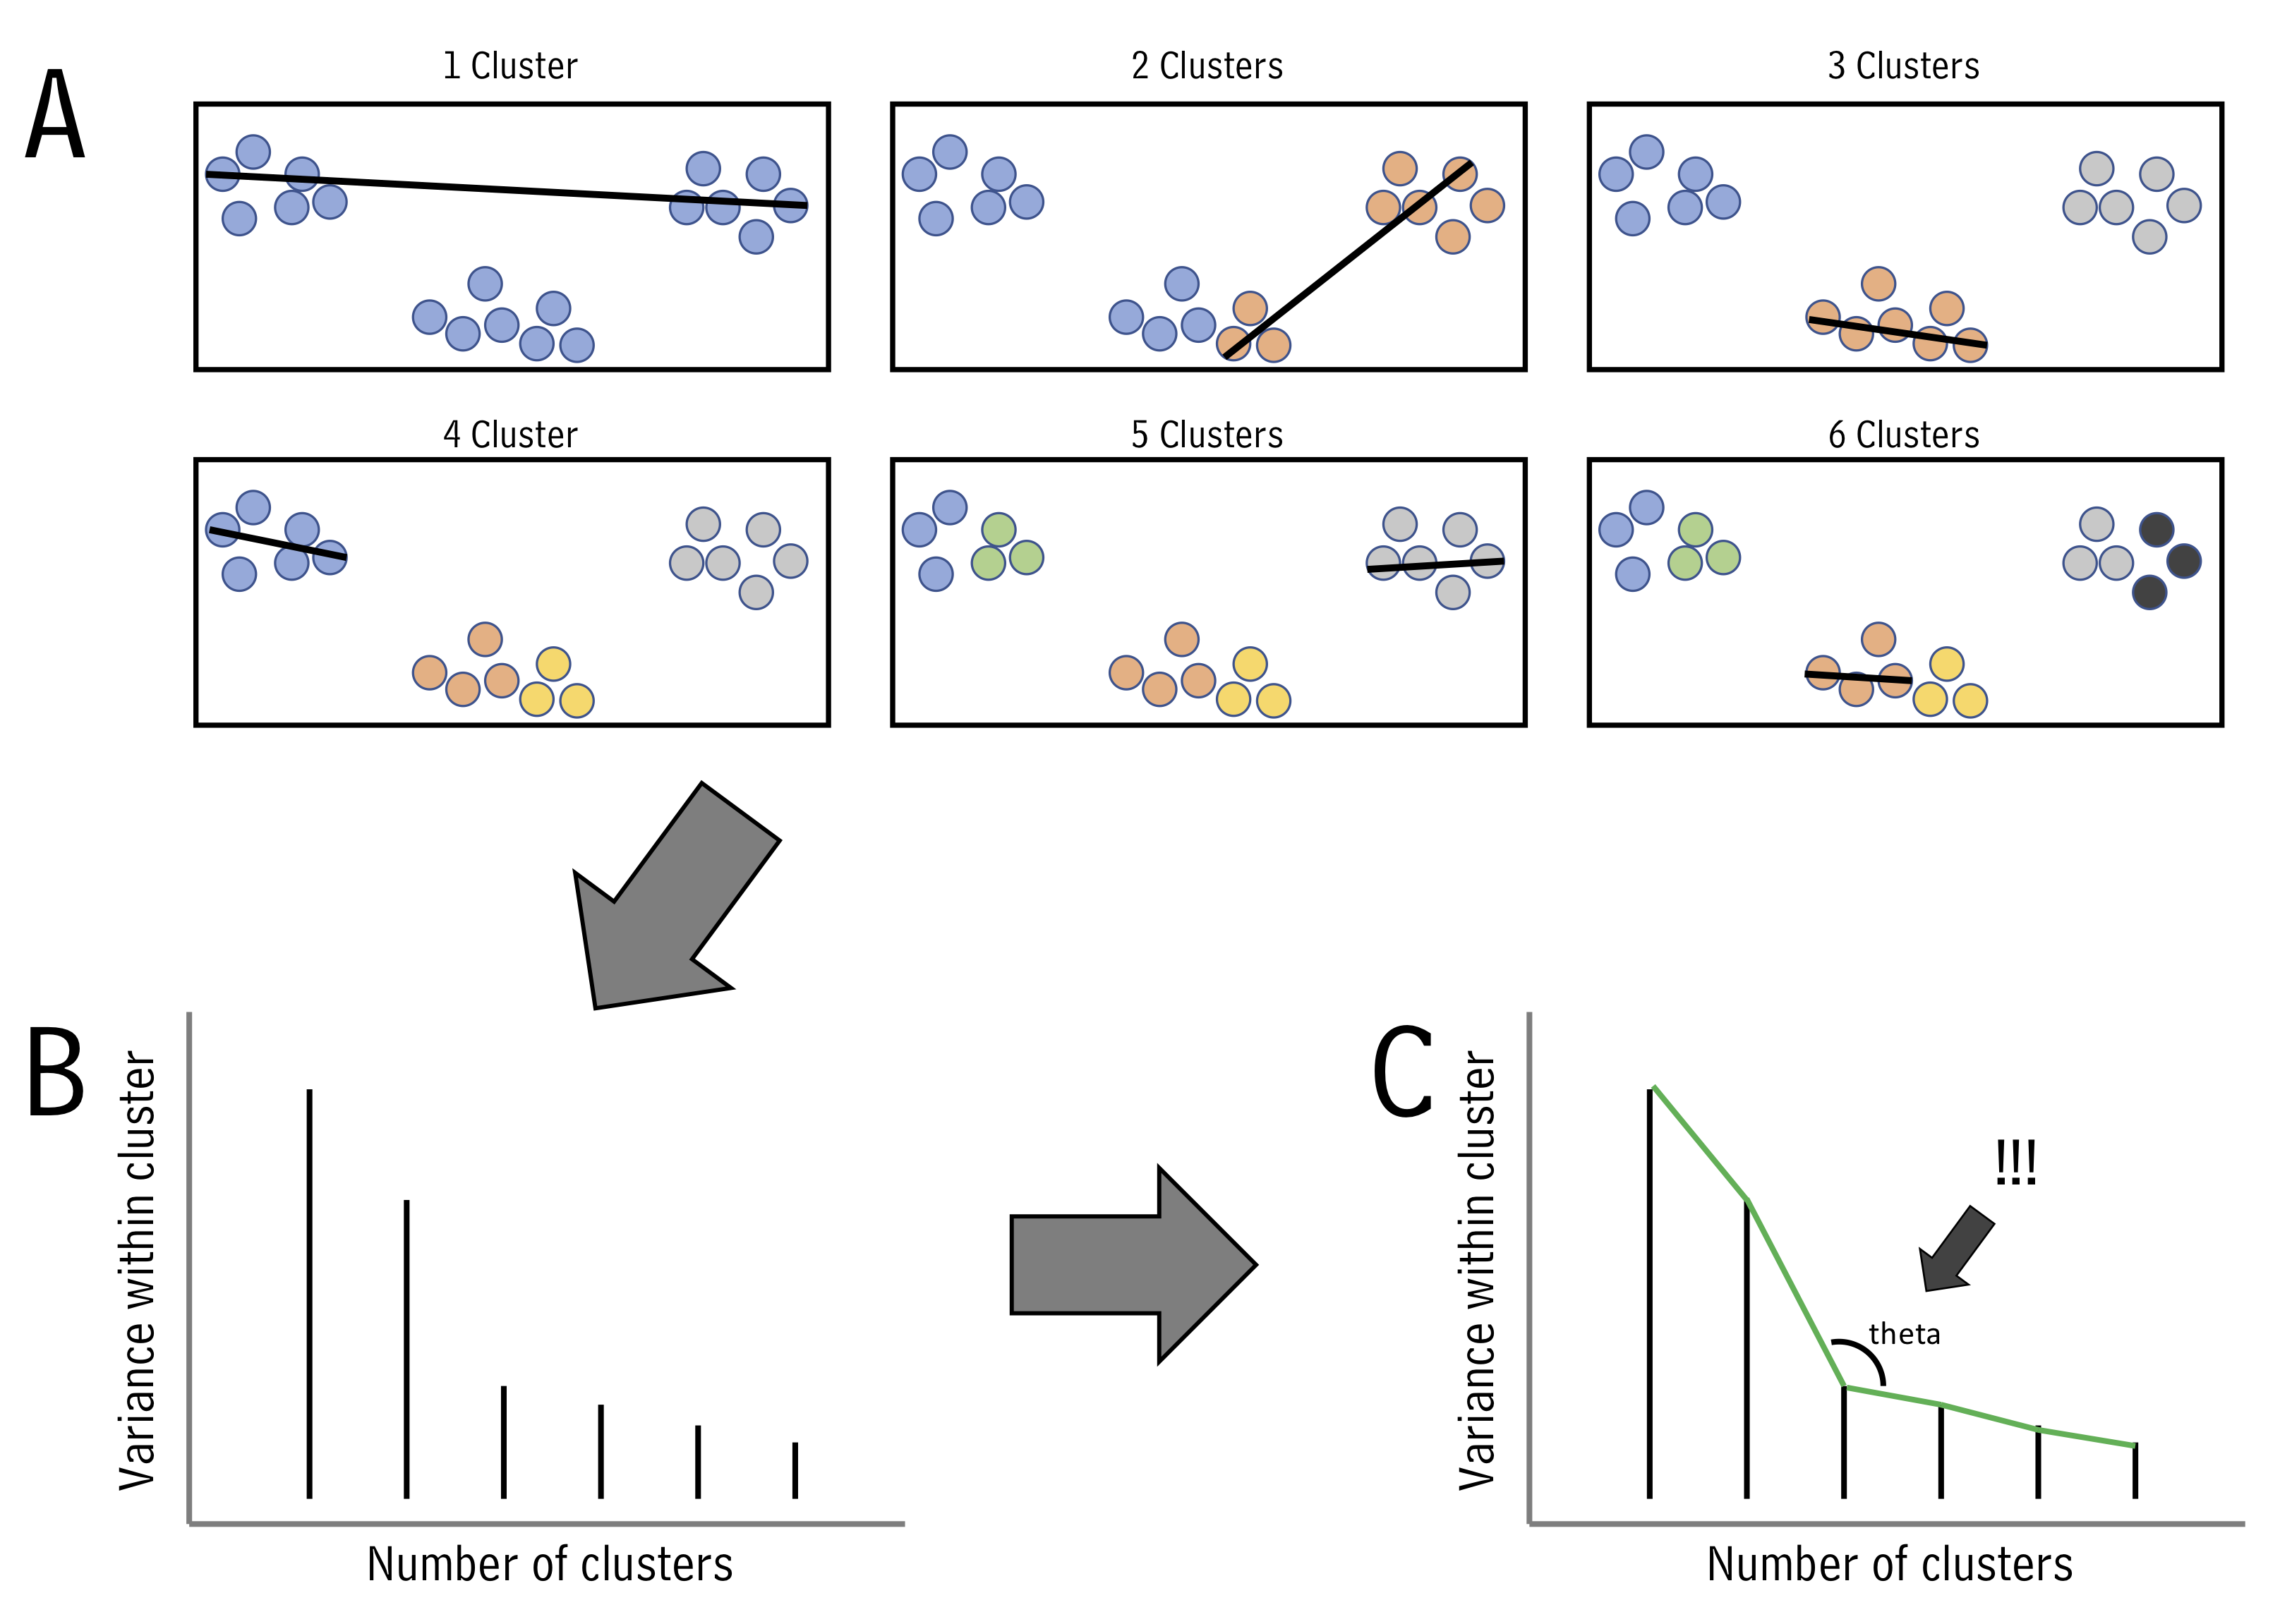 A
1 Cluster
2 Clusters
3 Clusters
4 Cluster
5 Clusters
6 Clusters
B
Variance within cluster
Number of clusters
C
Variance within cluster
!!!
theta
Number of clusters